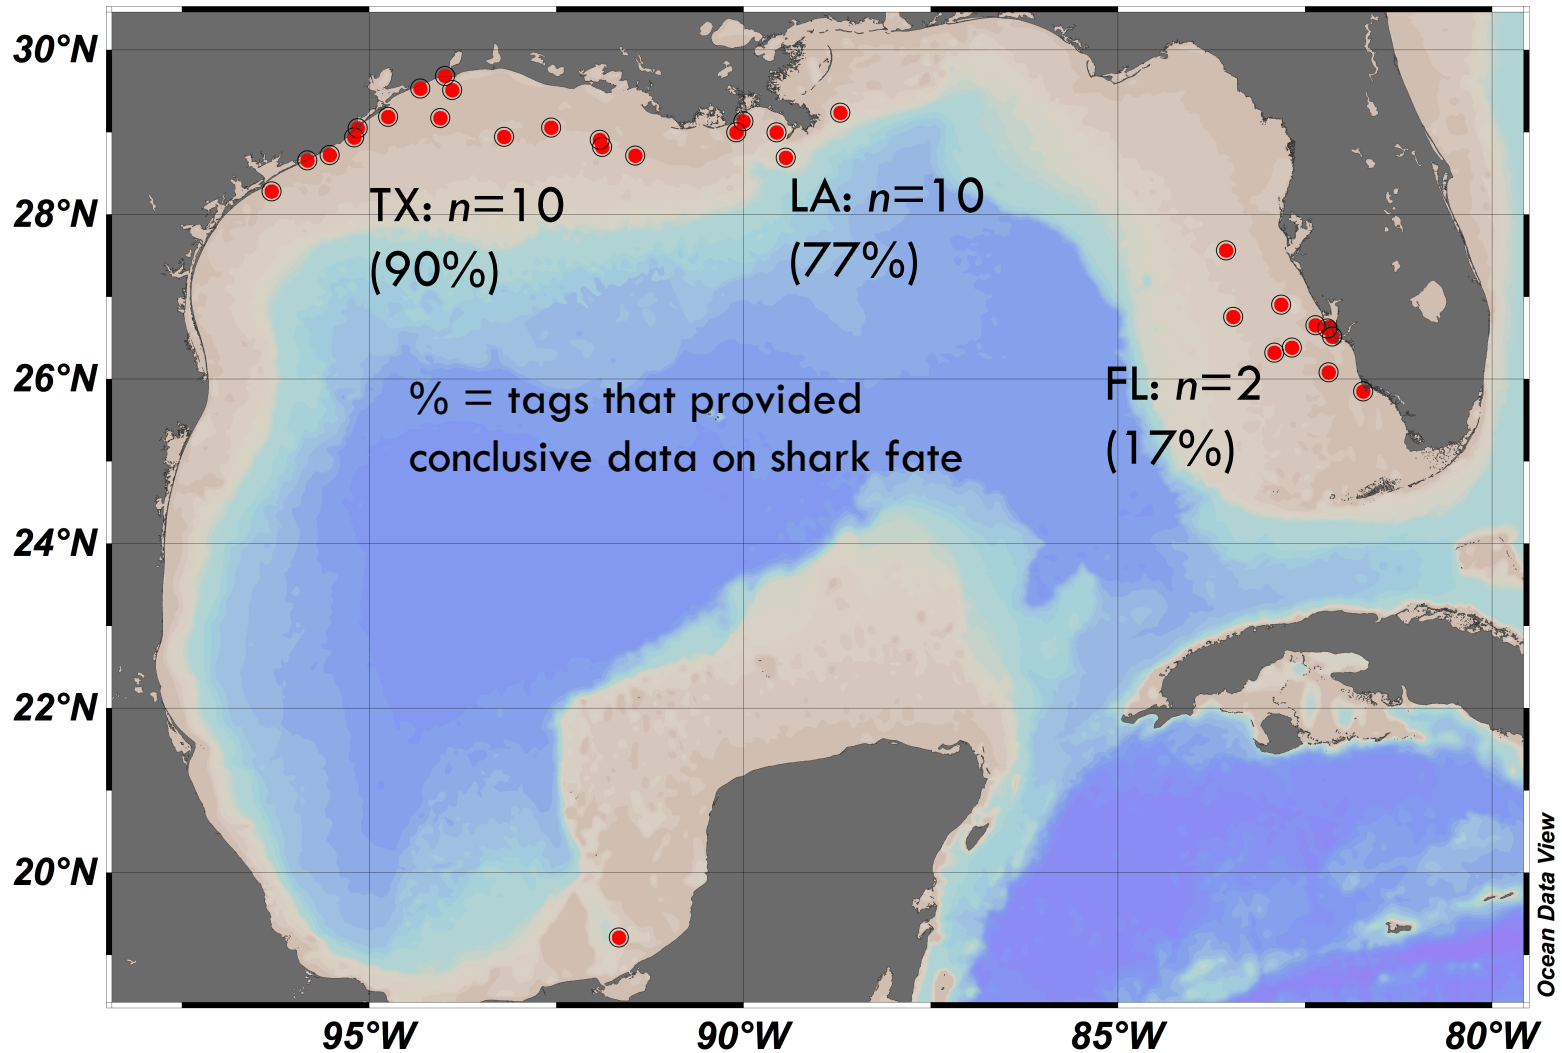 30°N
28°N
26°N
24°N
22°N
20°N
TX: n=10
(90%)
LA: n=10
(77%)
FL: n=2
(17%)
% = tags that provided
conclusive data on shark fate
95°W
90°W
85°W
80°W
Ocean Data View